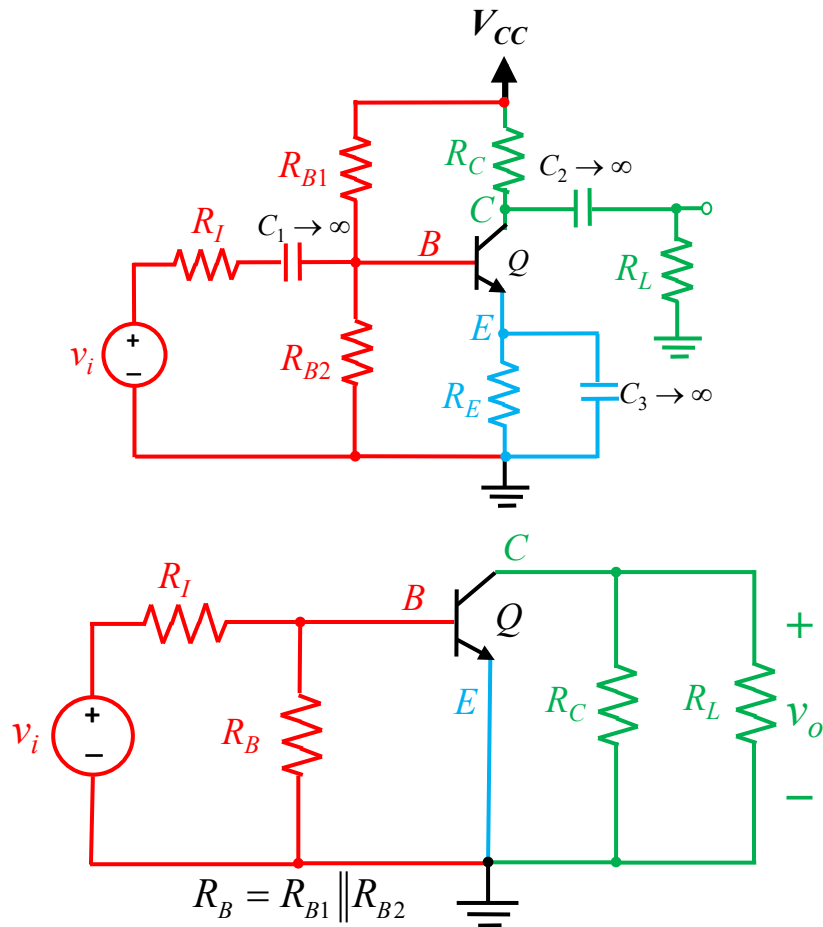 V_CC
R_C
C_2 → ∞
R_B1
C
R_I
C_1 → ∞
B
Q
R_L
v_i
+
−
R_B2
E
R_E
C_3 → ∞
C
R_I
B
Q
+
E
R_C
R_L
v_o
v_i
+
−
R_B
−
R_B = R_B1 || R_B2